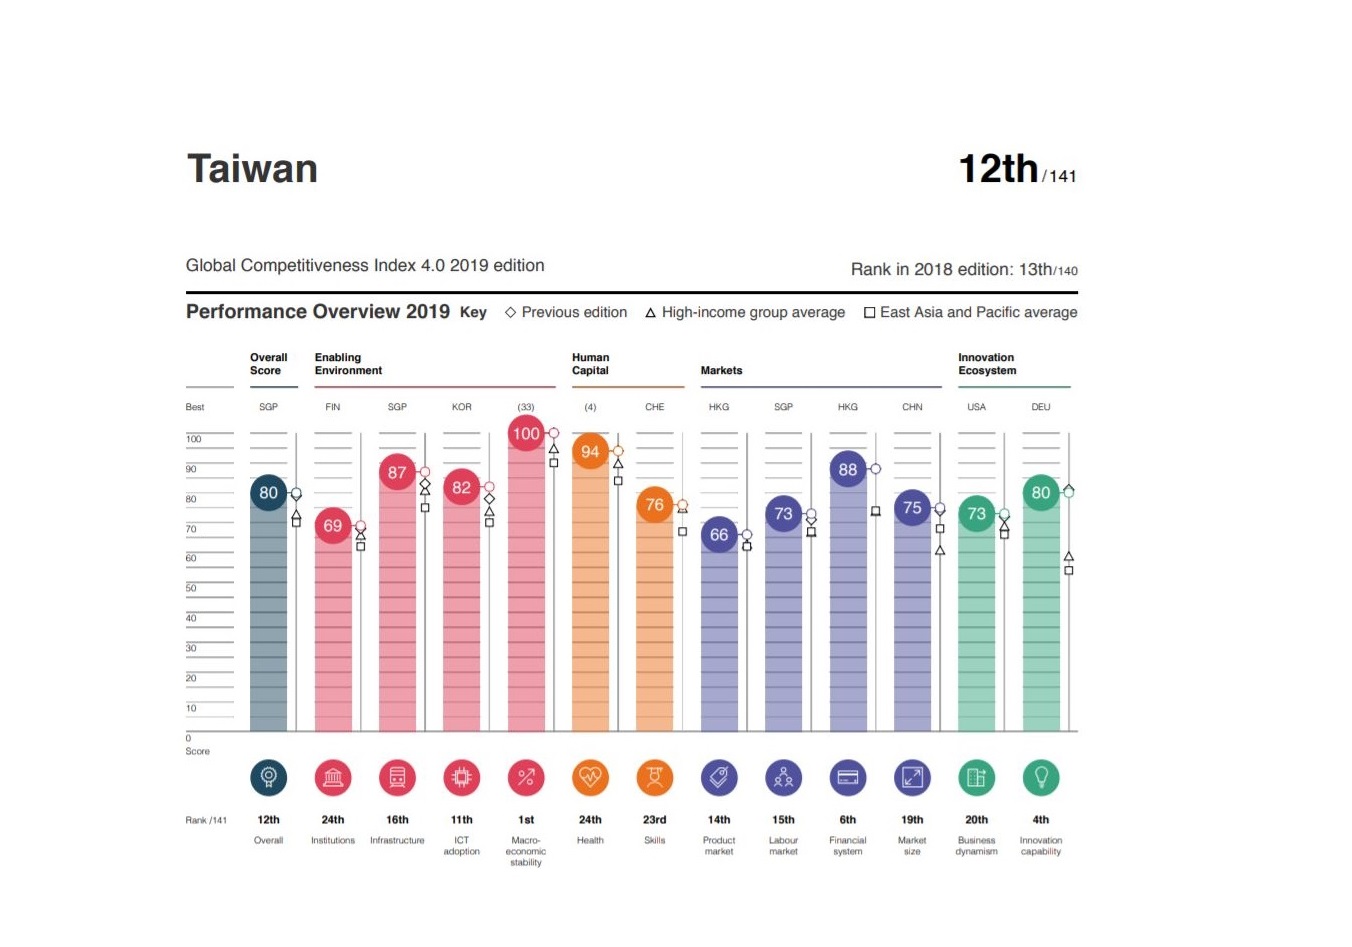 Taiwan
12th/141
Global Competitiveness Index 4.0 2019 edition
Rank in 2018 edition: 13th/140
Performance Overview 2019 Key Previous edition High-income group average East Asia and Pacific average
Overall Score
Enabling Environment
Human Capital
Markets
Innovation Ecosystem
Best SGP FIN SGP KOR (33) (4) CHE HKG SGP HKG CHN USA DEU
100
90
80
70
60
50
40
30
20
10
0
Score
80 69 87 82 100 94 76 66 73 88 75 73 80
Rank /141 12th 24th 16th 11th 1st 24th 23rd 14th 15th 6th 19th 20th 4th
Overall
Institutions
Infrastructure
ICT
adoption
Macro-
economic
stability
Health
Skills
Product
market
Labour
market
Financial
system
Market
size
Business
dynamism
Innovation
capability